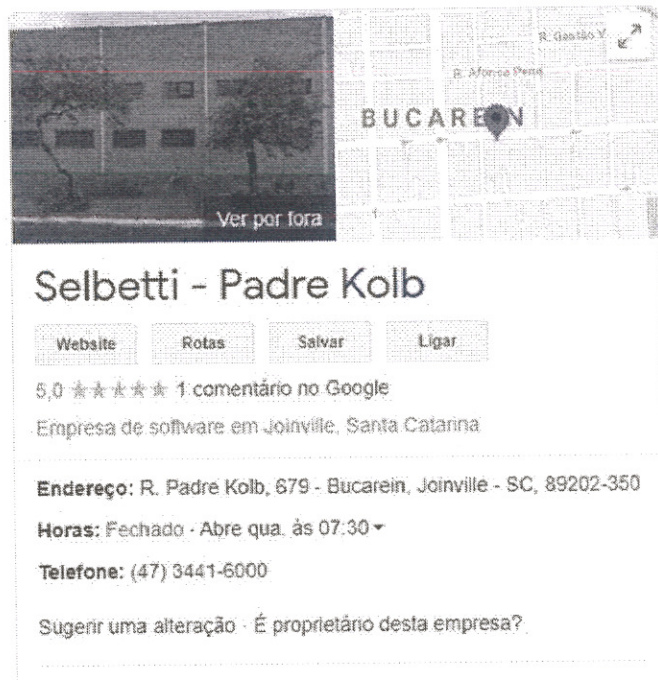 R. Gastão V
R. Afonso Pena
BUCAREIN
Ver por fora
Selbetti - Padre Kolb
Website Rotas Salvar Ligar
5,0 ★★★★★ 1 comentário no Google
Empresa de software em Joinville, Santa Catarina
Endereço: R. Padre Kolb, 679 - Bucarein, Joinville - SC, 89202-350
Horas: Fechado · Abre qua. às 07:30
Telefone: (47) 3441-6000
Sugerir uma alteração · É proprietário desta empresa?